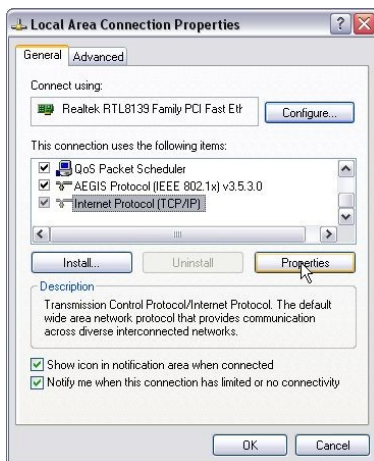 Local Area Connection Properties
General Advanced
Connect using:
Realtek RTL8139 Family PCI Fast Eth
Configure...
This connection uses the following items:
QoS Packet Scheduler
AEGIS Protocol (IEEE 802.1x) v3.5.3.0
Internet Protocol (TCP/IP)
Install... Uninstall Properties
Description
Transmission Control Protocol/Internet Protocol. The default
wide area network protocol that provides communication
across diverse interconnected networks.
Show icon in notification area when connected
Notify me when this connection has limited or no connectivity
OK Cancel